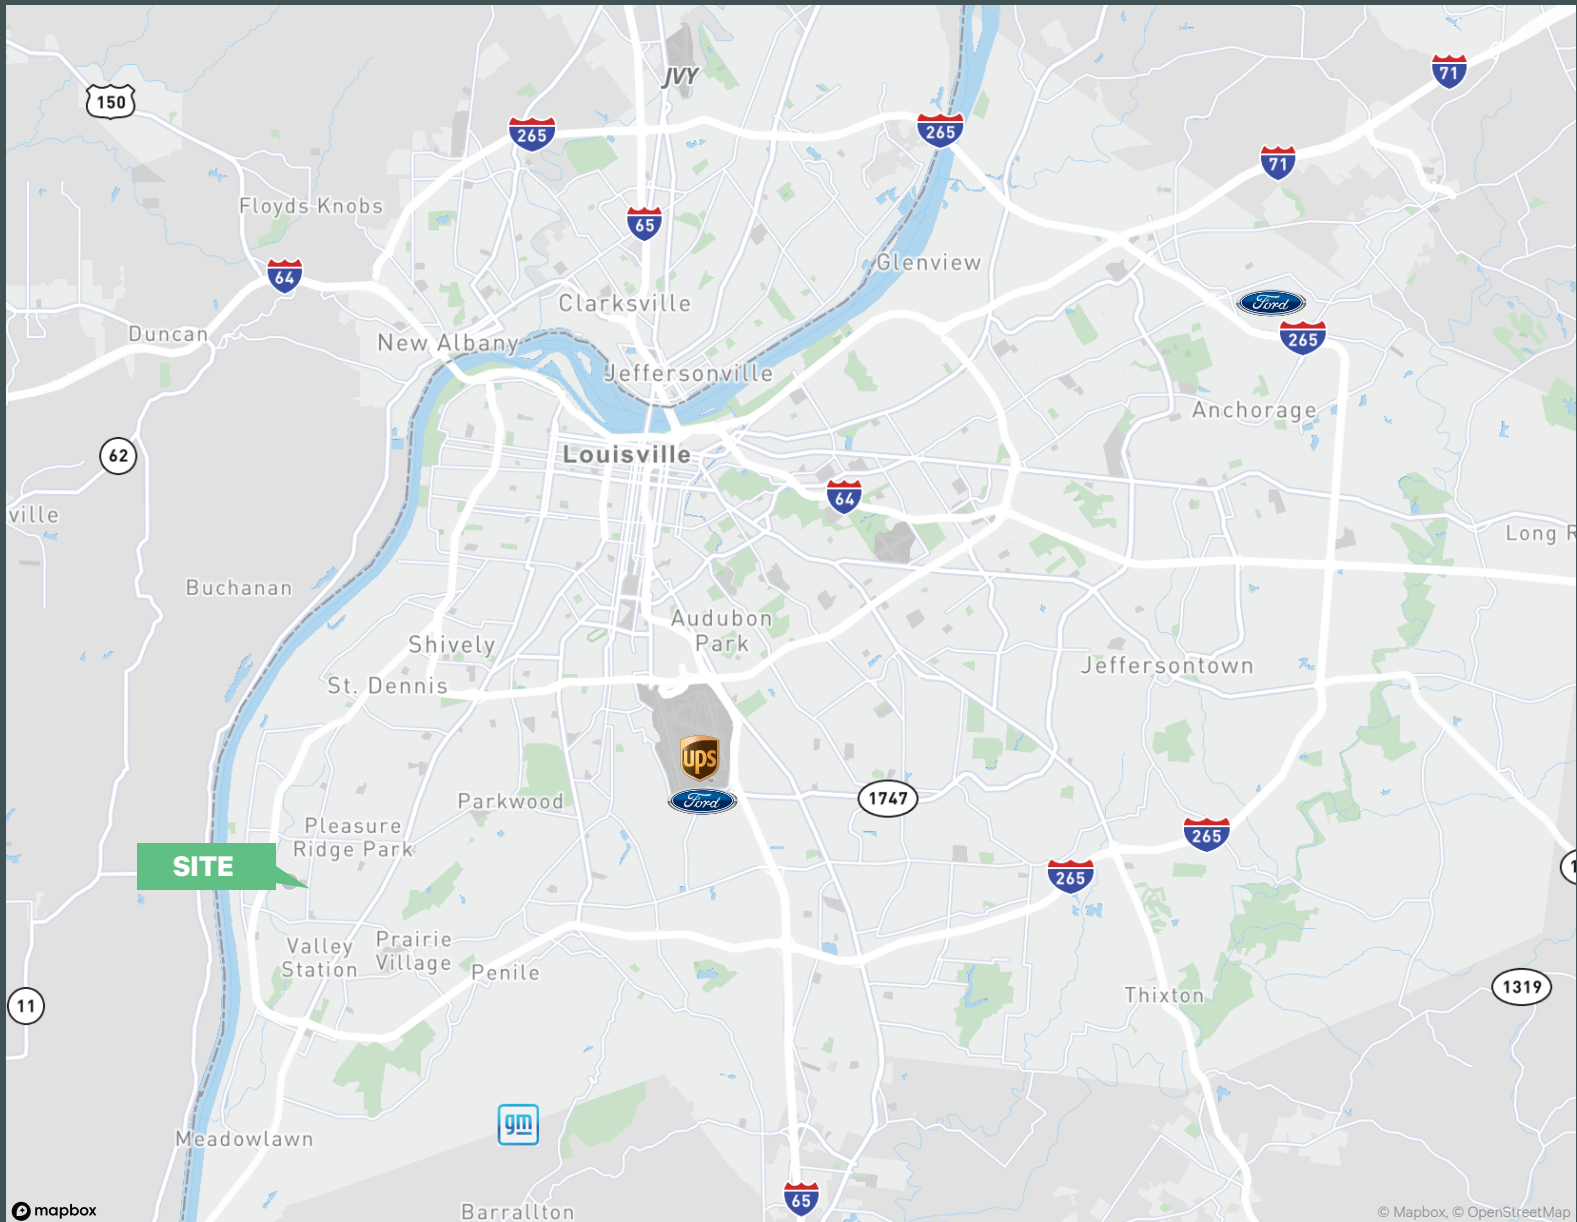 71
JVY
150
265
265
71
Floyds Knobs
65
Glenview
64
Clarksville
Ford
Duncan
New Albany
265
Jeffersonville
Anchorage
62
Louisville
64
ville
Long R
Buchanan
Audubon
Park
Shively
Jeffersontown
St. Dennis
ups
Parkwood
Ford
1747
Pleasure
Ridge Park
265
SITE
265
1
Valley
Station
Prairie
Village
Penile
1319
Thixton
11
gm
Meadowlawn
65
mapbox
Barrallton
© Mapbox, © OpenStreetMap